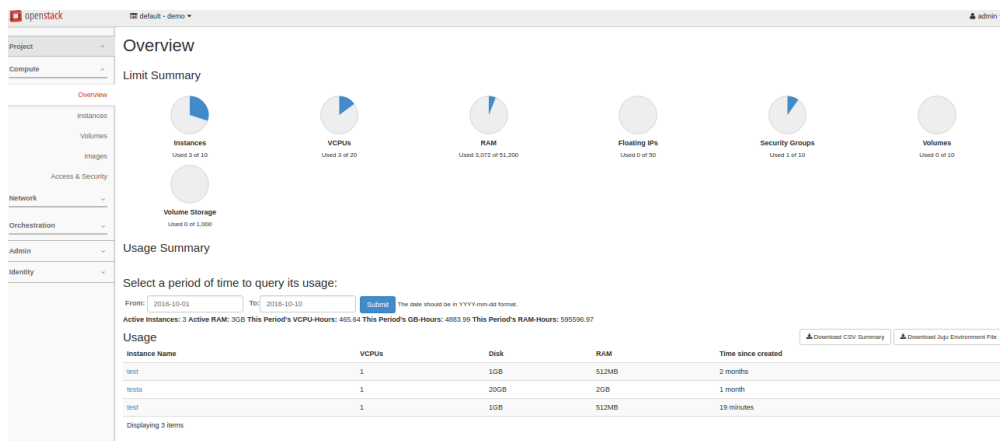 openstack default - demo admin
Project
Compute
Overview
Instances
Volumes
Images
Access & Security
Network
Orchestration
Admin
Identity
Overview
Limit Summary
Instances VCPUs RAM Floating IPs Security Groups Volumes
Used 3 of 10 Used 3 of 20 Used 3,072 of 51,200 Used 0 of 50 Used 1 of 10 Used 0 of 10
Volume Storage
Used 0 of 1,000
Usage Summary
Select a period of time to query its usage:
From: 2016-10-01 To: 2016-10-10 Submit The date should be in YYYY-mm-dd format.
Active Instances: 3 Active RAM: 3GB This Period's VCPU-Hours: 465.64 This Period's GB-Hours: 4883.99 This Period's RAM-Hours: 595596.97
Usage Download CSV Summary Download Juju Environment File
Instance Name VCPUs Disk RAM Time since created
test 1 1GB 512MB 2 months
testa 1 20GB 2GB 1 month
test 1 1GB 512MB 19 minutes
Displaying 3 items